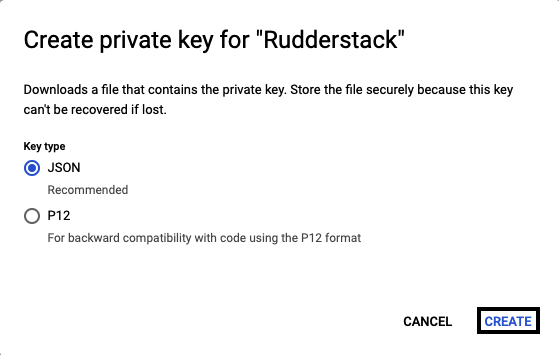 Create private key for "Rudderstack"
Downloads a file that contains the private key. Store the file securely because this key
can't be recovered if lost.
Key type
JSON
Recommended
P12
For backward compatibility with code using the P12 format
CANCEL CREATE